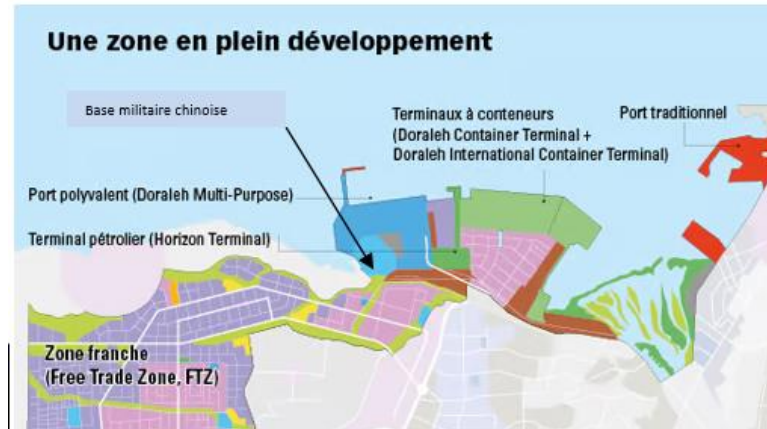 Une zone en plein développement
Base militaire chinoise
Terminaux à conteneurs
(Doraleh Container Terminal +
Doraleh International Container Terminal)
Port traditionnel
Port polyvalent (Doraleh Multi-Purpose)
Terminal pétrolier (Horizon Terminal)
Zone franche
(Free Trade Zone, FTZ)